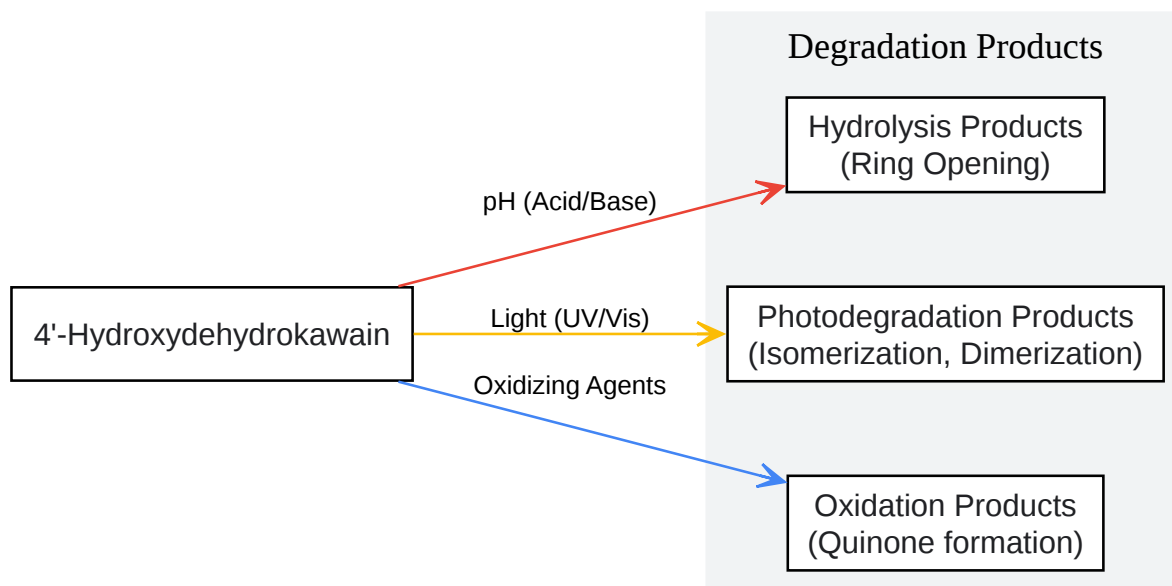 Degradation Products
Hydrolysis Products
(Ring Opening)
pH (Acid/Base)
4'-Hydroxydehydrokawain
Light (UV/Vis)
Photodegradation Products
(Isomerization, Dimerization)
Oxidizing Agents
Oxidation Products
(Quinone formation)